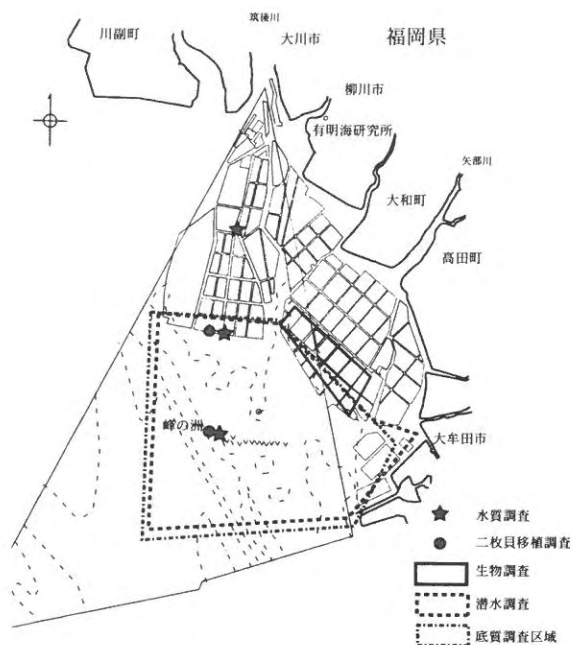 筑後川
川副町
大川市
福岡県
柳川市
有明海研究所
矢部川
大和町
高田町
峰の洲
大牟田市
水質調査
二枚貝移植調査
生物調査
潜水調査
底質調査区域